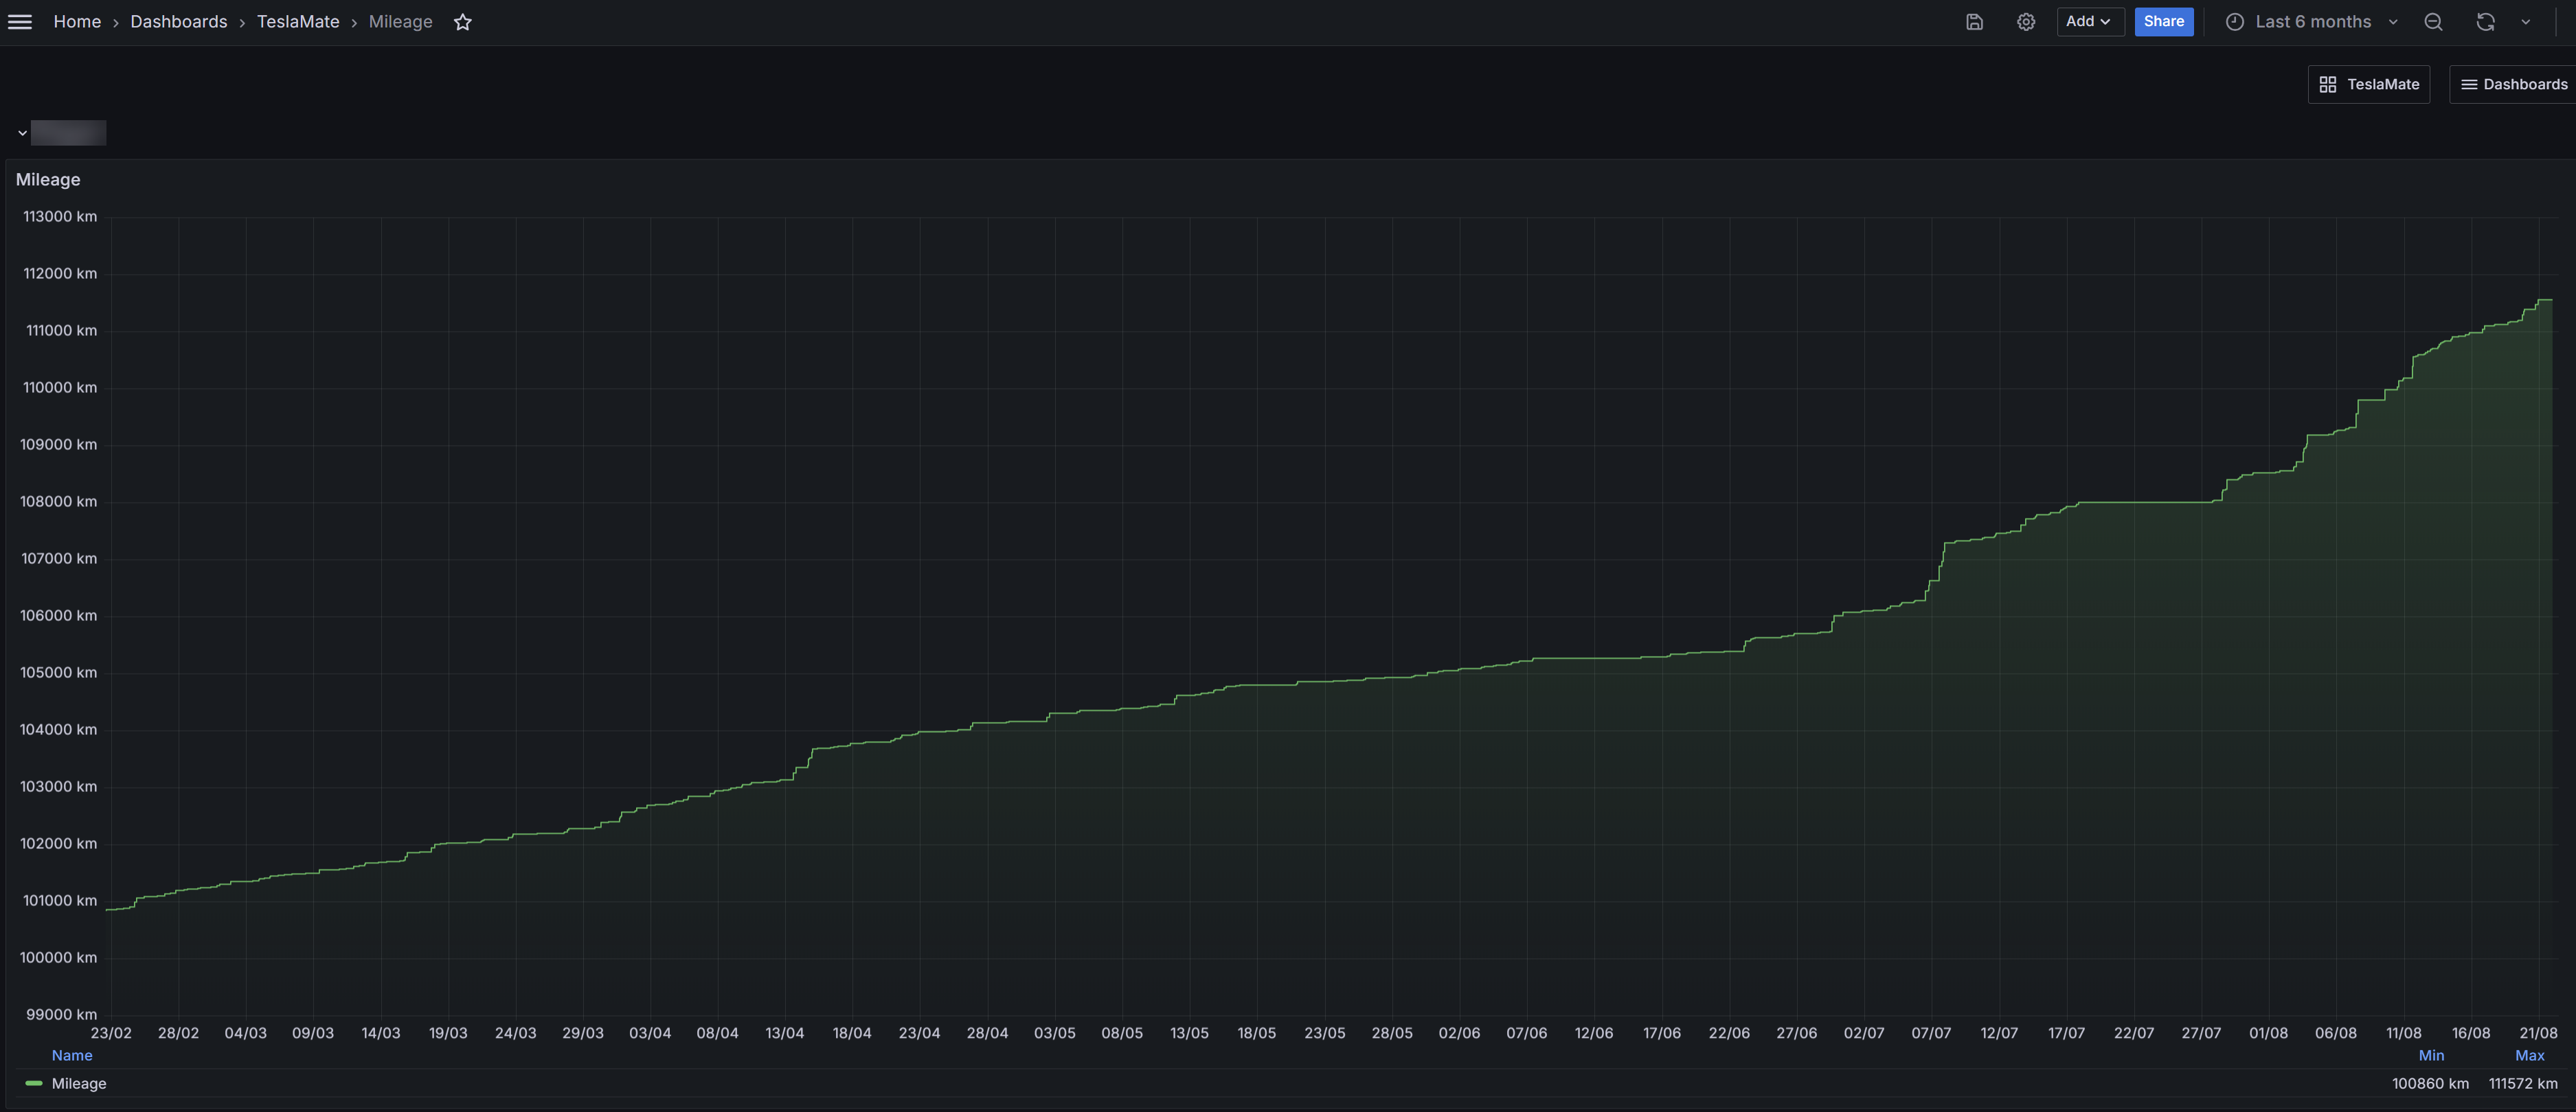 Home › Dashboards › TeslaMate › Mileage
Add
Share
Last 6 months
TeslaMate
Dashboards
Mileage
113000 km
112000 km
111000 km
110000 km
109000 km
108000 km
107000 km
106000 km
105000 km
104000 km
103000 km
102000 km
101000 km
100000 km
99000 km
23/02 28/02 04/03 09/03 14/03 19/03 24/03 29/03 03/04 08/04 13/04 18/04 23/04 28/04 03/05 08/05 13/05 18/05 23/05 28/05 02/06 07/06 12/06 17/06 22/06 27/06 02/07 07/07 12/07 17/07 22/07 27/07 01/08 06/08 11/08 16/08 21/08
Name Min Max
Mileage 100860 km 111572 km